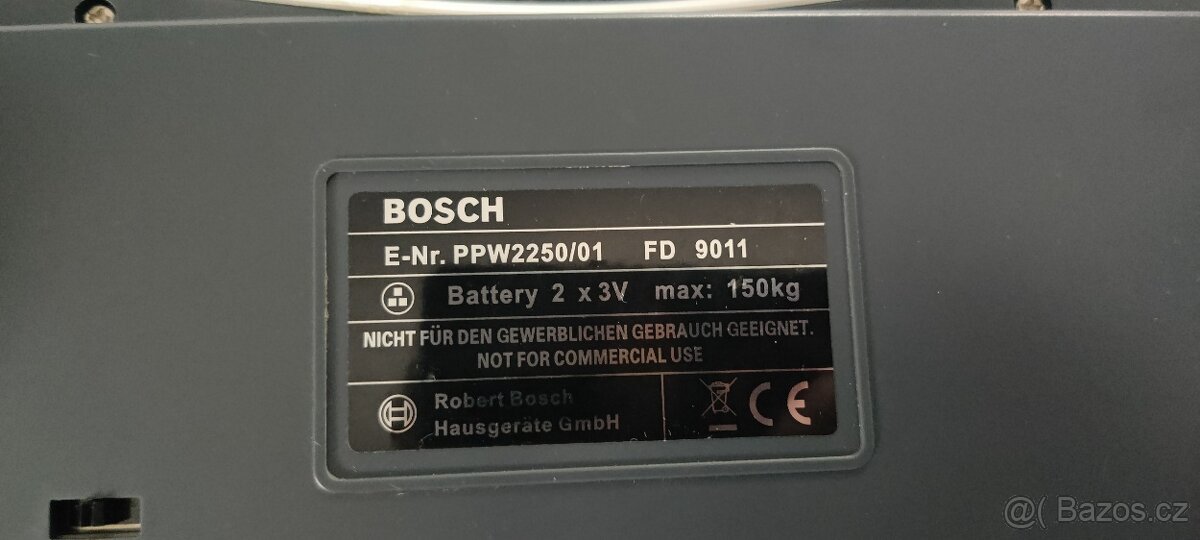 BOSCH
E-Nr. PPW2250/01 FD 9011
Battery 2 x 3V max: 150kg
NICHT FÜR DEN GEWERBLICHEN GEBRAUCH GEEIGNET.
NOT FOR COMMERCIAL USE
Robert Bosch
Hausgeräte GmbH
CE
@( Bazos.cz